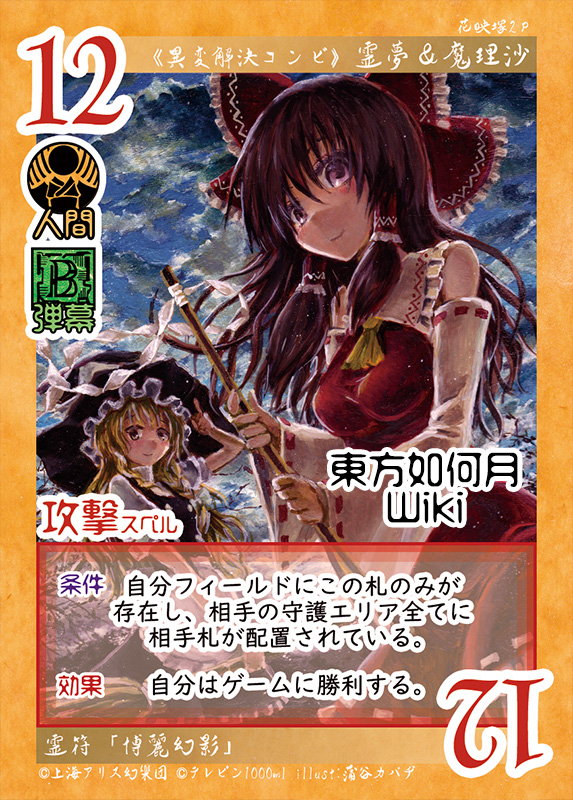 花映塚2P
12
《異変解決コンビ》 霊夢&魔理沙
人間
B
弾幕
東方如何月
Wiki
攻撃スペル
条件 自分フィールドにこの札のみが
存在し、相手の守護エリア全てに
相手札が配置されている。
効果 自分はゲームに勝利する。
12
霊符「博麗幻影」
©上海アリス幻樂団 ©テレピン1000ml illust:蒲谷カバヂ